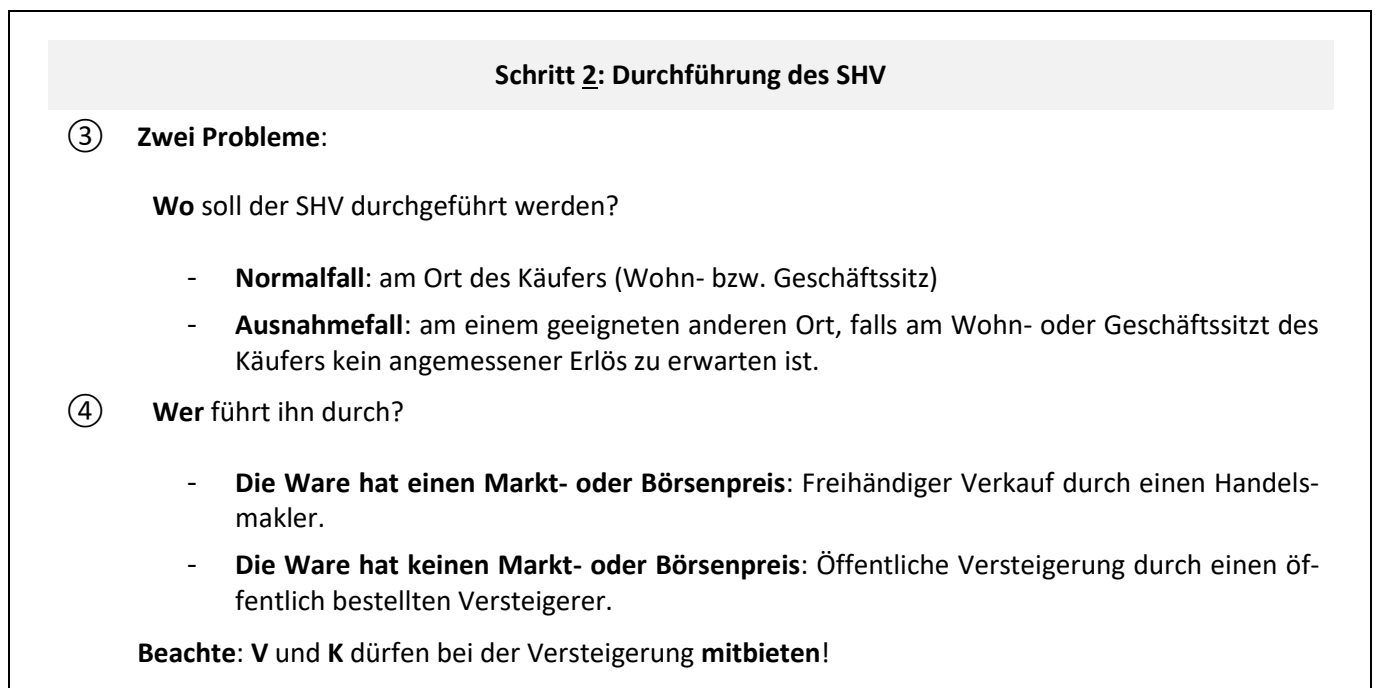 Schritt 2: Durchführung des SHV
③ Zwei Probleme:
Wo soll der SHV durchgeführt werden?
- Normalfall: am Ort des Käufers (Wohn- bzw. Geschäftssitz)
- Ausnahmefall: am einem geeigneten anderen Ort, falls am Wohn- oder Geschäftssitzt des
Käufers kein angemessener Erlös zu erwarten ist.
④ Wer führt ihn durch?
- Die Ware hat einen Markt- oder Börsenpreis: Freihändiger Verkauf durch einen Handels-
makler.
- Die Ware hat keinen Markt- oder Börsenpreis: Öffentliche Versteigerung durch einen öf-
fentlich bestellten Versteigerer.
Beachte: V und K dürfen bei der Versteigerung mitbieten!